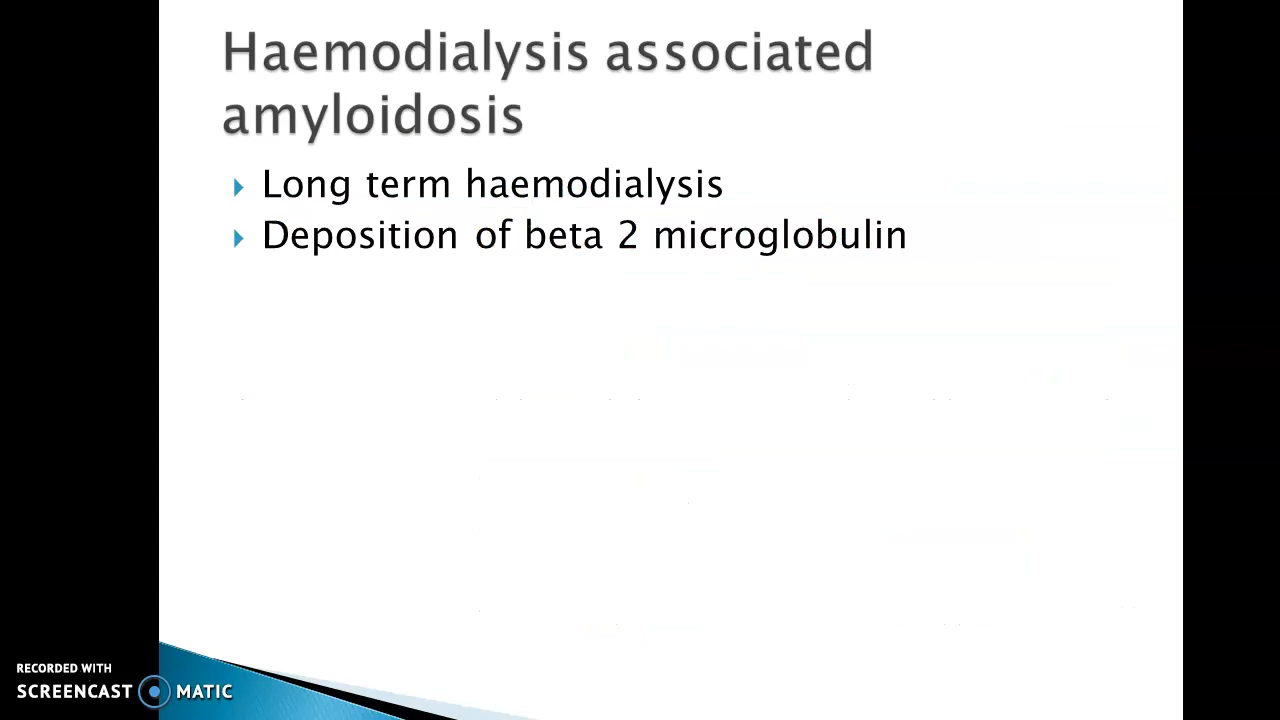 Haemodialysis associated
amyloidosis
Long term haemodialysis
Deposition of beta 2 microglobulin
RECORDED WITH
SCREENCAST MATIC